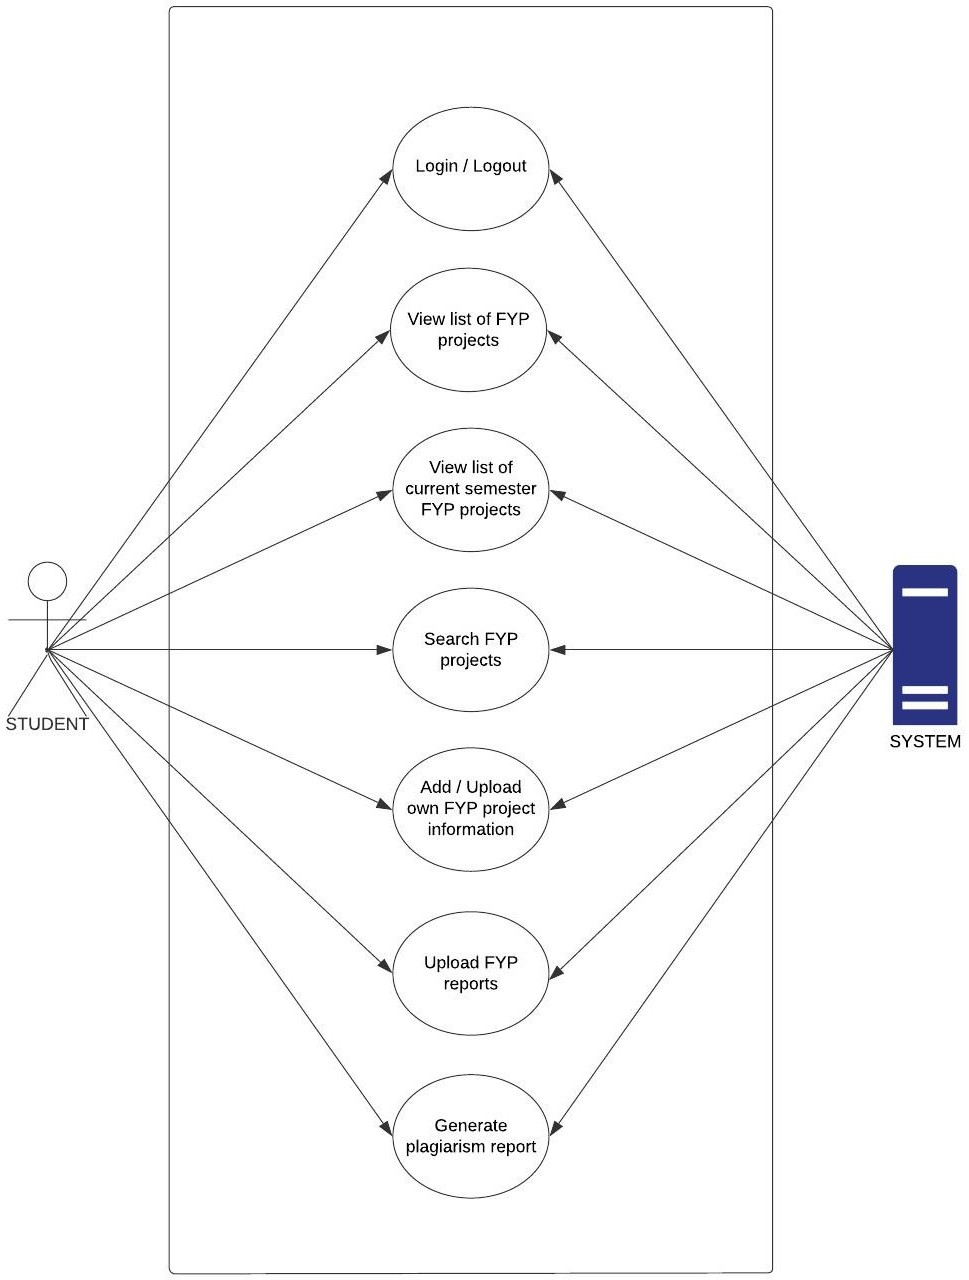 Login / Logout
View list of FYP
projects
View list of
current semester
FYP projects
Search FYP
projects
STUDENT
SYSTEM
Add / Upload
own FYP project
information
Upload FYP
reports
Generate
plagiarism report